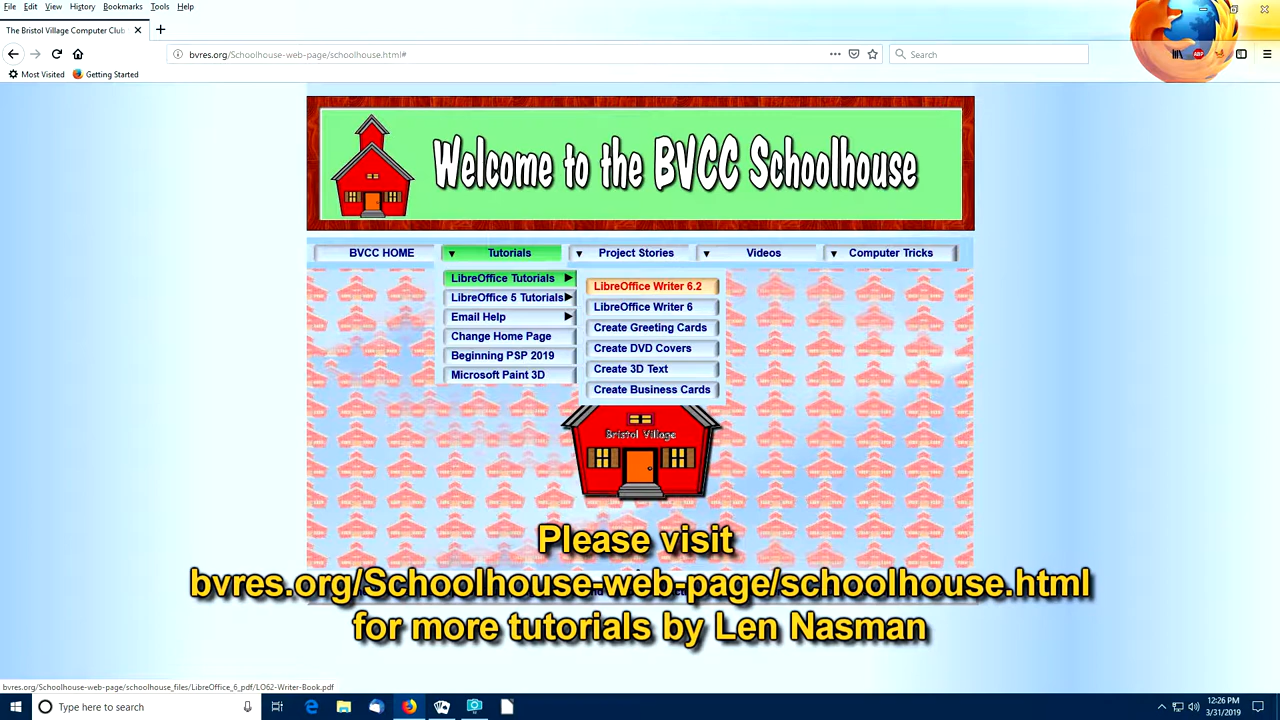 File Edit View History Bookmarks Tools Help
The Bristol Village Computer Club
bvres.org/Schoolhouse-web-page/schoolhouse.html#
Search
ABP
Most Visited Getting Started
Welcome to the BVCC Schoolhouse
BVCC HOME Tutorials Project Stories Videos Computer Tricks
LibreOffice Tutorials
LibreOffice 5 Tutorials
Email Help
Change Home Page
Beginning PSP 2019
Microsoft Paint 3D
LibreOffice Writer 6.2
LibreOffice Writer 6
Create Greeting Cards
Create DVD Covers
Create 3D Text
Create Business Cards
Bristol Village
Please visit
bvres.org/Schoolhouse-web-page/schoolhouse.html
for more tutorials by Len Nasman
bvres.org/Schoolhouse-web-page/schoolhouse_files/LibreOffice_6_pdf/LO62-Writer-Book.pdf
Type here to search
12:26 PM
3/31/2019